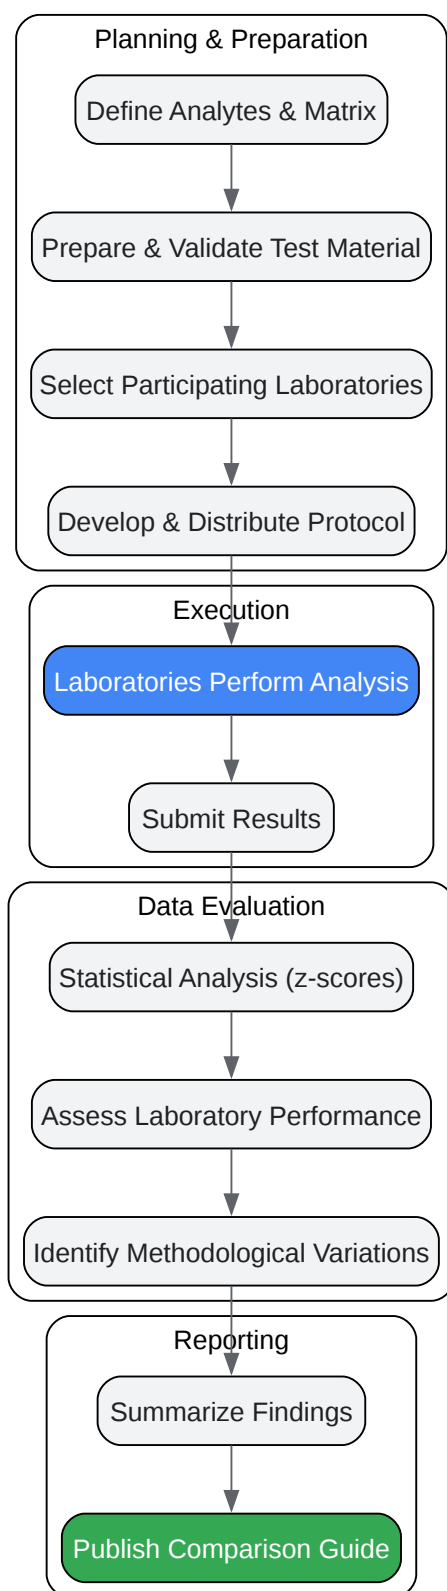 Planning & Preparation
Define Analytes & Matrix
Prepare & Validate Test Material
Select Participating Laboratories
Develop & Distribute Protocol
Execution
Laboratories Perform Analysis
Submit Results
Data Evaluation
Statistical Analysis (z-scores)
Assess Laboratory Performance
Identify Methodological Variations
Reporting
Summarize Findings
Publish Comparison Guide